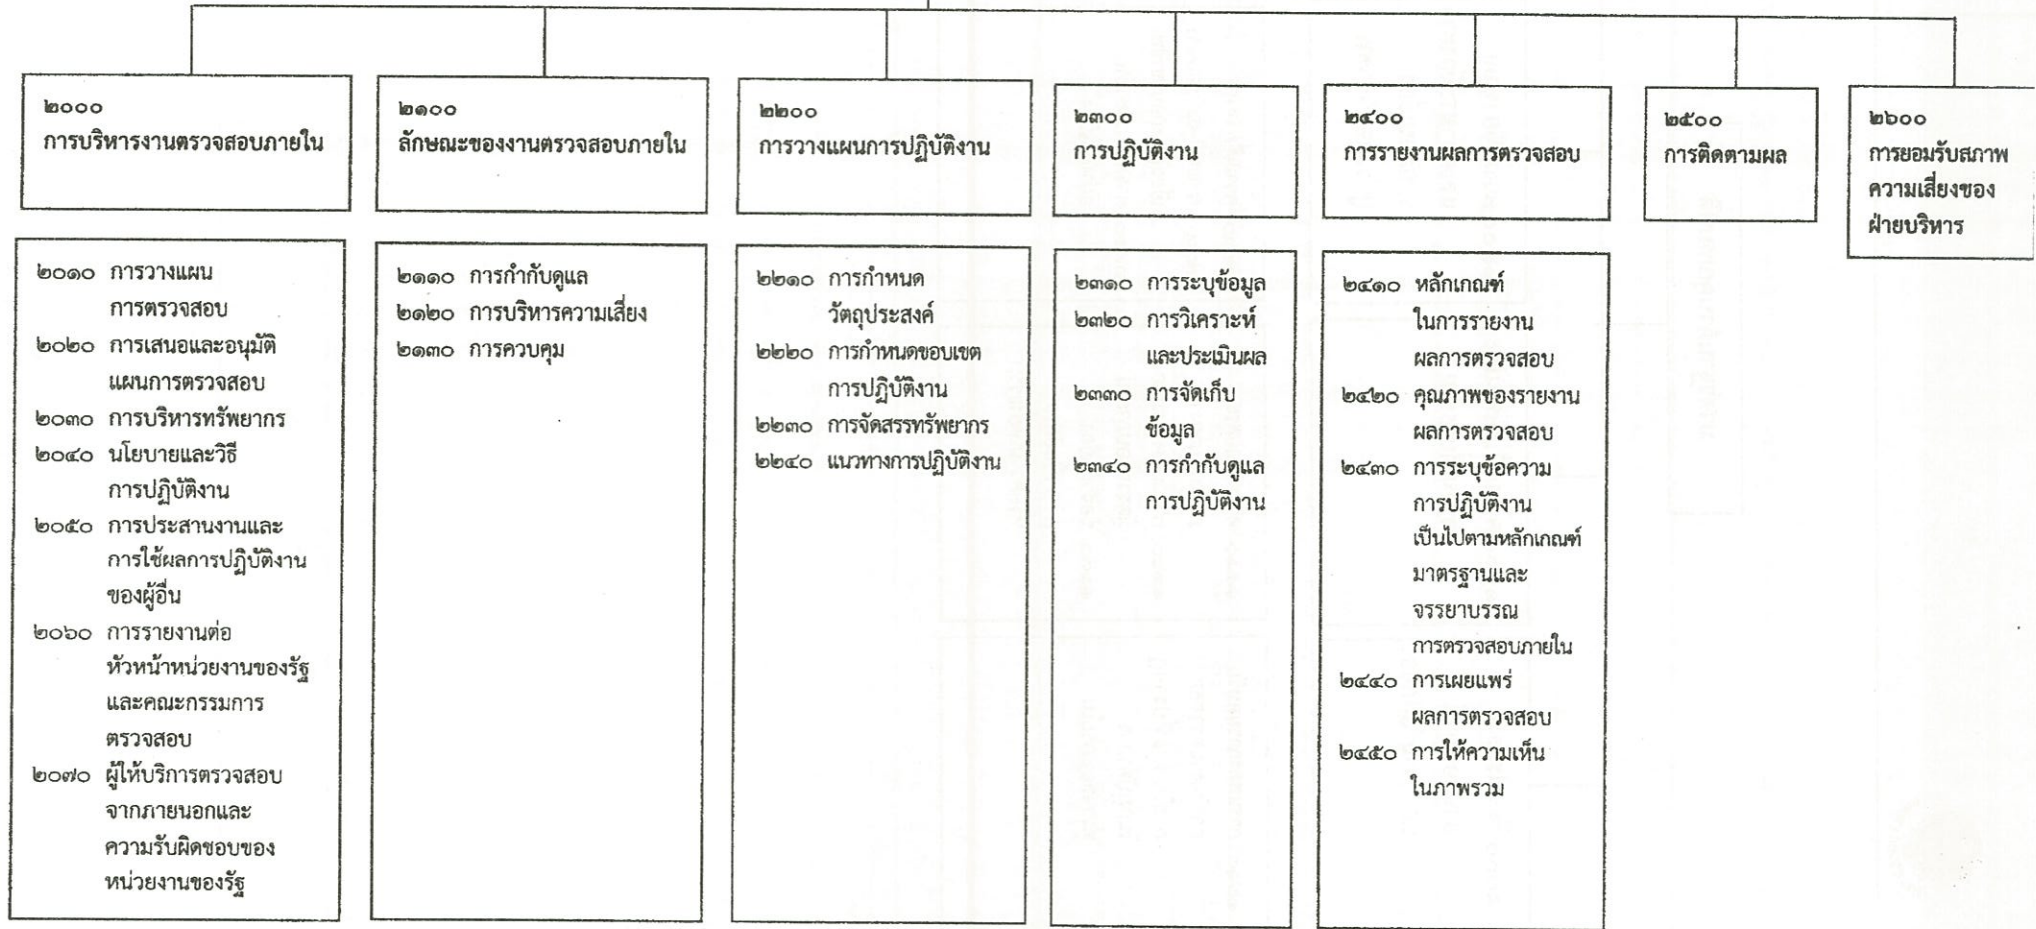 ๒๐๐๐
การบริหารงานตรวจสอบภายใน
๒๑๐๐
ลักษณะของงานตรวจสอบภายใน
๒๒๐๐
การวางแผนการปฏิบัติงาน
๒๓๐๐
การปฏิบัติงาน
๒๔๐๐
การรายงานผลการตรวจสอบ
๒๕๐๐
การติดตามผล
๒๖๐๐
การยอมรับสภาพ
ความเสี่ยงของ
ฝ่ายบริหาร
๒๐๑๐ การวางแผน
การตรวจสอบ
๒๐๒๐ การเสนอและอนุมัติ
แผนการตรวจสอบ
๒๐๓๐ การบริหารทรัพยากร
๒๐๔๐ นโยบายและวิธี
การปฏิบัติงาน
๒๐๕๐ การประสานงานและ
การใช้ผลการปฏิบัติงาน
ของผู้อื่น
๒๐๖๐ การรายงานต่อ
หัวหน้าหน่วยงานของรัฐ
และคณะกรรมการ
ตรวจสอบ
๒๐๗๐ ผู้ให้บริการตรวจสอบ
จากภายนอกและ
ความรับผิดชอบของ
หน่วยงานของรัฐ
๒๑๑๐ การกำกับดูแล
๒๑๒๐ การบริหารความเสี่ยง
๒๑๓๐ การควบคุม
๒๒๑๐ การกำหนด
วัตถุประสงค์
๒๒๒๐ การกำหนดขอบเขต
การปฏิบัติงาน
๒๒๓๐ การจัดสรรทรัพยากร
๒๒๔๐ แนวทางการปฏิบัติงาน
๒๓๑๐ การระบุข้อมูล
๒๓๒๐ การวิเคราะห์
และประเมินผล
๒๓๓๐ การจัดเก็บ
ข้อมูล
๒๓๔๐ การกำกับดูแล
การปฏิบัติงาน
๒๔๑๐ หลักเกณฑ์
ในการรายงาน
ผลการตรวจสอบ
๒๔๒๐ คุณภาพของรายงาน
ผลการตรวจสอบ
๒๔๓๐ การระบุข้อความ
การปฏิบัติงาน
เป็นไปตามหลักเกณฑ์
มาตรฐานและ
จรรยาบรรณ
การตรวจสอบภายใน
๒๔๔๐ การเผยแพร่
ผลการตรวจสอบ
๒๔๕๐ การให้ความเห็น
ในภาพรวม